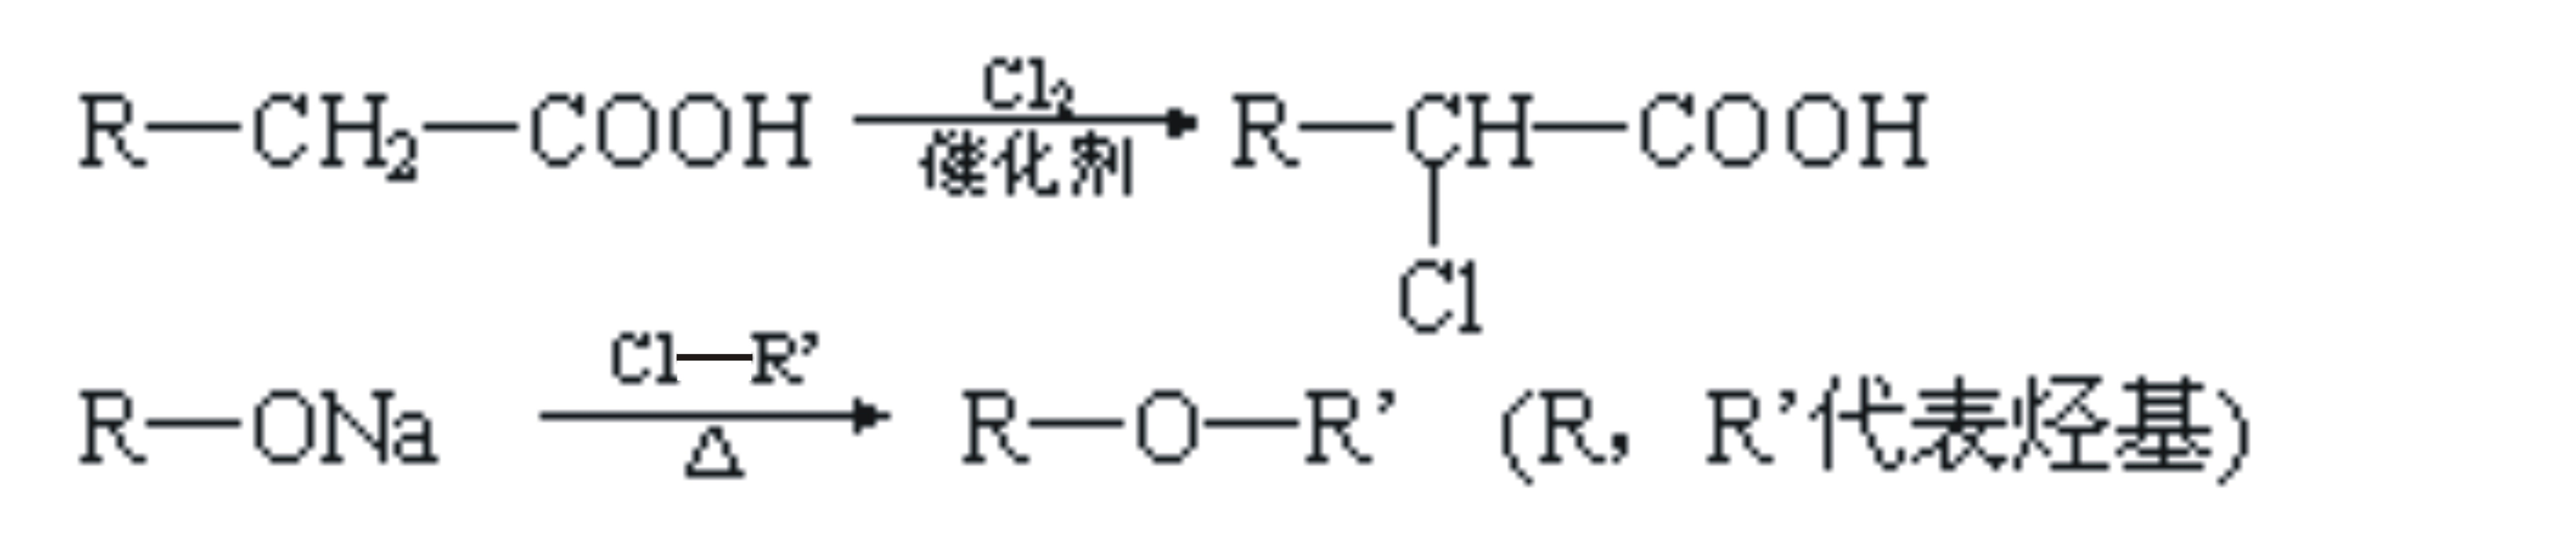 Cl₂
R—CH₂—COOH → R—CH—COOH
催化剂
Cl
Cl—R’
R—ONa → R—O—R’ (R, R’代表烃基)
△